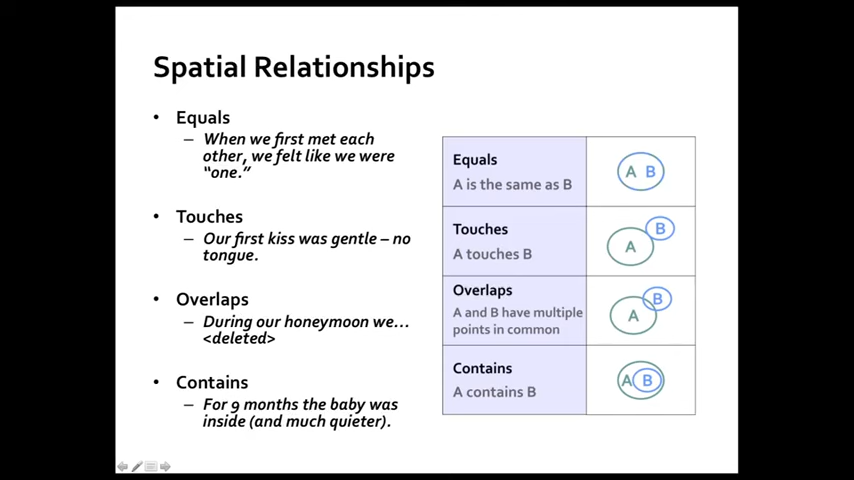 Spatial Relationships
• Equals
– When we first met each
other, we felt like we were
“one.”
• Touches
– Our first kiss was gentle – no
tongue.
• Overlaps
– During our honeymoon we…
<deleted>
• Contains
– For 9 months the baby was
inside (and much quieter).
Equals
A is the same as B
A B
Touches
A touches B
A B
Overlaps
A and B have multiple
points in common
A B
Contains
A contains B
A B